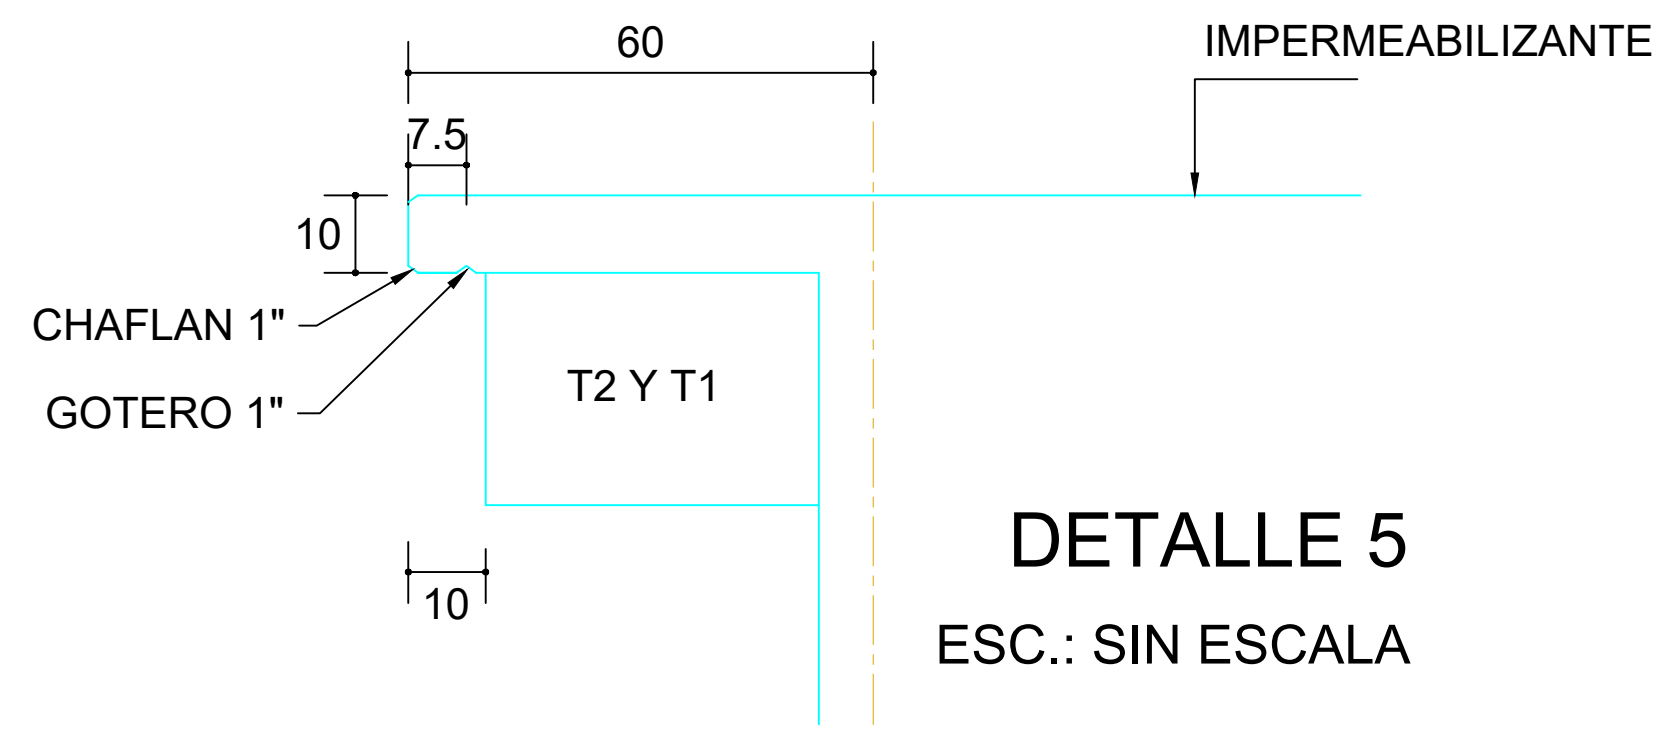 60
IMPERMEABILIZANTE
7.5
10
CHAFLAN 1"
GOTERO 1"
T2 Y T1
10
DETALLE 5
ESC.: SIN ESCALA